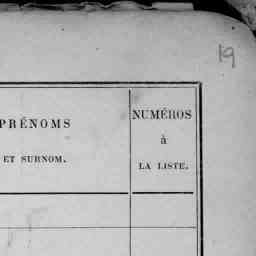 19
PRÉNOMS
ET SURNOM.
NUMÉROS
à
LA LISTE.